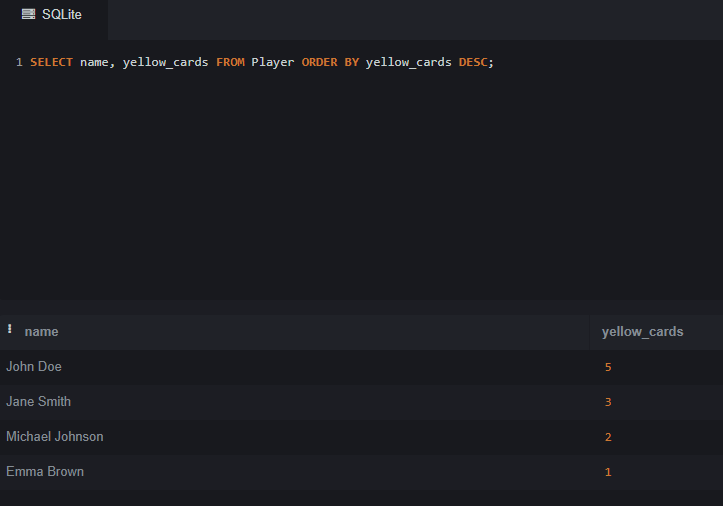 SQLite
1 SELECT name, yellow_cards FROM Player ORDER BY yellow_cards DESC;
name yellow_cards
John Doe 5
Jane Smith 3
Michael Johnson 2
Emma Brown 1